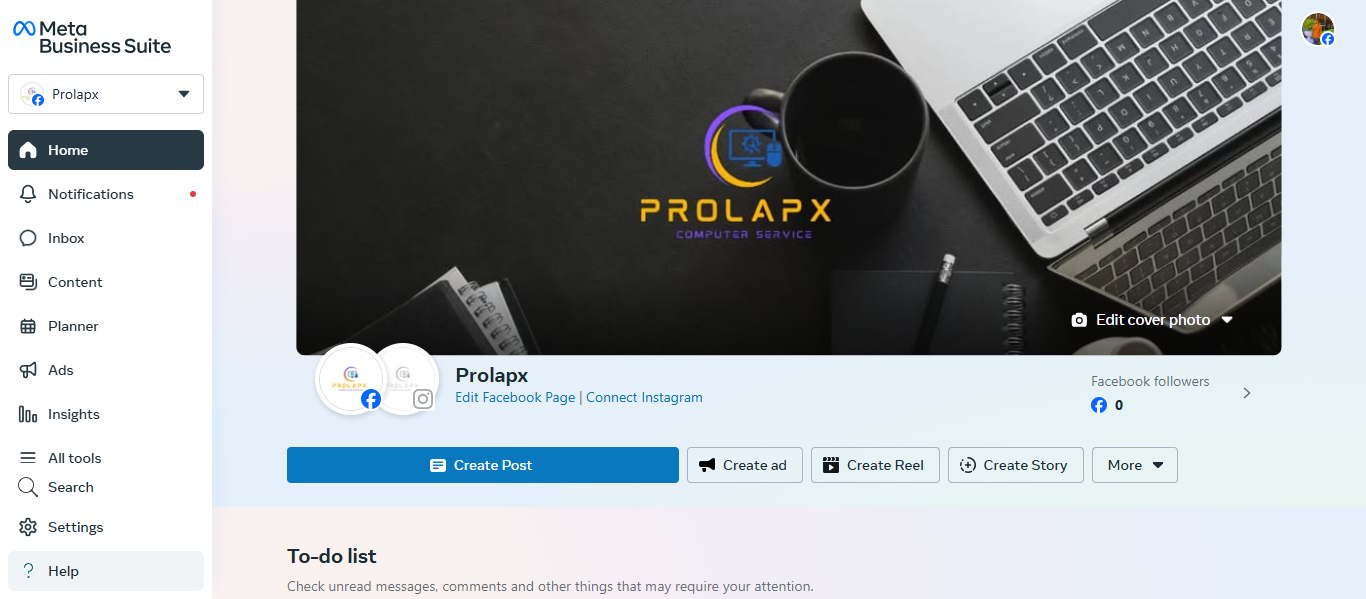 Meta
Business Suite
Prolapx
Home
Notifications
Inbox
Content
Planner
Ads
Insights
All tools
Search
Settings
? Help
PROLAPX
COMPUTER SERVICE
Edit cover photo
Prolapx
Edit Facebook Page | Connect Instagram
Facebook followers
0
Create Post
Create ad
Create Reel
Create Story
More
To-do list
Check unread messages, comments and other things that may require your attention.